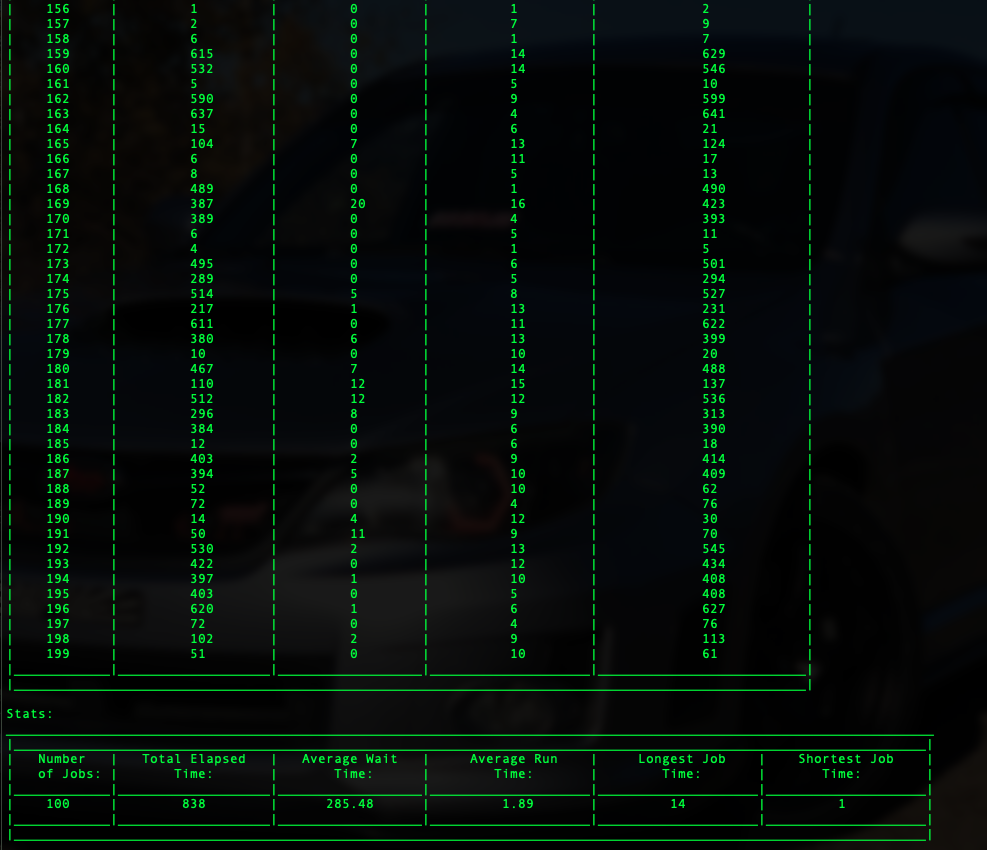 156 1 0 1 2
157 2 0 7 9
158 6 0 1 7
159 615 0 14 629
160 532 0 14 546
161 5 0 5 10
162 590 0 9 599
163 637 0 4 641
164 15 0 6 21
165 104 7 13 124
166 6 0 11 17
167 8 0 5 13
168 489 0 1 490
169 387 20 16 423
170 389 0 4 393
171 6 0 5 11
172 4 0 1 5
173 495 0 6 501
174 289 0 5 294
175 514 5 8 527
176 217 1 13 231
177 611 0 11 622
178 380 6 13 399
179 10 0 10 20
180 467 7 14 488
181 110 12 15 137
182 512 12 12 536
183 296 8 9 313
184 384 0 6 390
185 12 0 6 18
186 403 2 9 414
187 394 5 10 409
188 52 0 10 62
189 72 0 4 76
190 14 4 12 30
191 50 11 9 70
192 530 2 13 545
193 422 0 12 434
194 397 1 10 408
195 403 0 5 408
196 620 1 6 627
197 72 0 4 76
198 102 2 9 113
199 51 0 10 61
Stats:
Number Total Elapsed Average Wait Average Run Longest Job Shortest Job
of Jobs: Time: Time: Time: Time: Time:
100 838 285.48 1.89 14 1